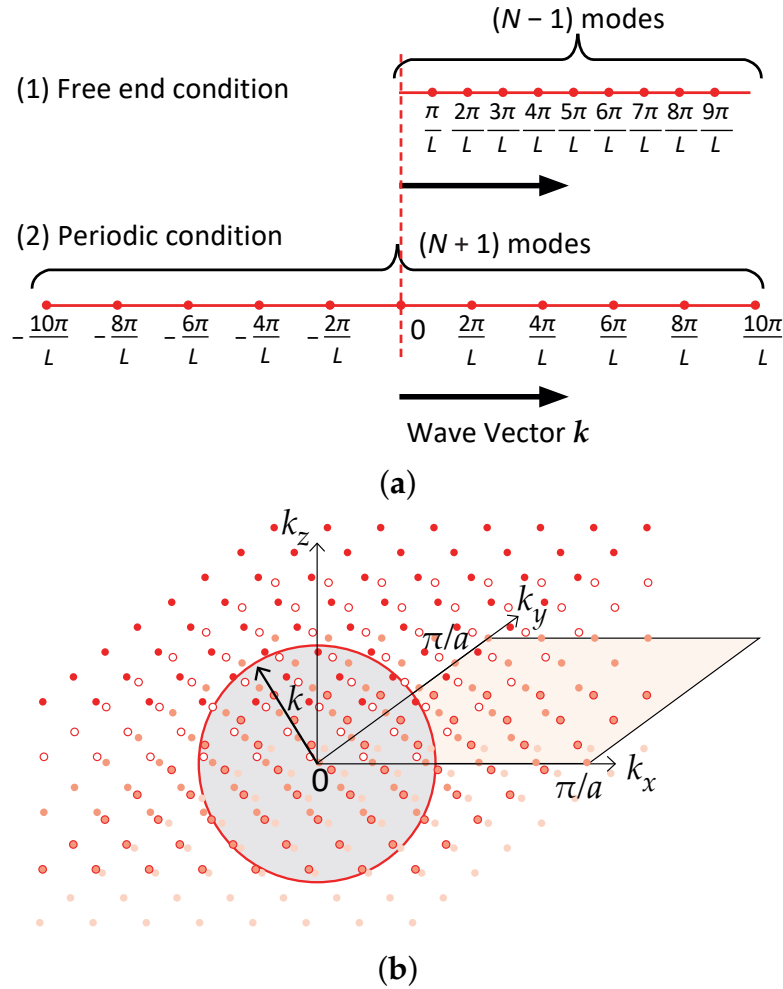 (N − 1) modes
(1) Free end condition
π/L 2π/L 3π/L 4π/L 5π/L 6π/L 7π/L 8π/L 9π/L
(2) Periodic condition
(N + 1) modes
−10π/L −8π/L −6π/L −4π/L −2π/L 0 2π/L 4π/L 6π/L 8π/L 10π/L
Wave Vector k
(a)
k_z
k_y
π/a
k
0
π/a
k_x
(b)